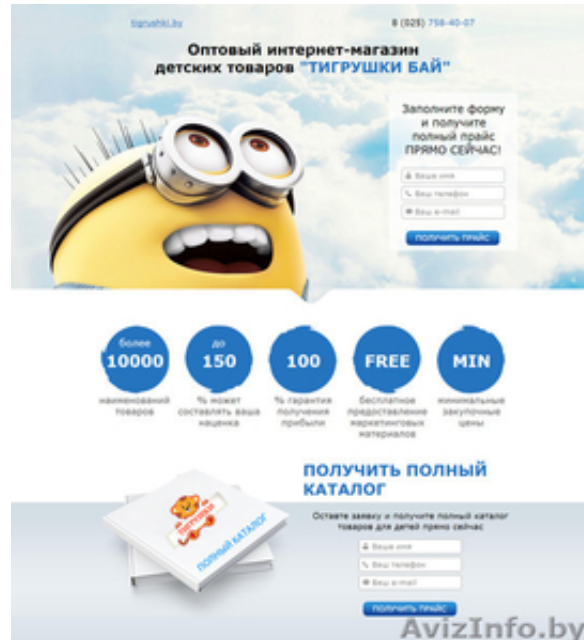 tigrushki.by
8 (025) 758-40-07
Оптовый интернет-магазин
детских товаров "ТИГРУШКИ БАЙ"
Заполните форму
и получите
полный прайс
ПРЯМО СЕЙЧАС!
Ваше имя
Ваш телефон
Ваш e-mail
ПОЛУЧИТЬ ПРАЙС
более
10000
наименований
товаров
до
150
% может
составлять ваша
наценка
100
% гарантия
получения
прибыли
FREE
бесплатное
предоставление
маркетинговых
материалов
MIN
минимальные
закупочные
цены
ТИГРУШКИ
ПОЛНЫЙ КАТАЛОГ
ПОЛУЧИТЬ ПОЛНЫЙ
КАТАЛОГ
Оставте заявку и получите полный каталог
товаров для детей прямо сейчас
Ваше имя
Ваш телефон
Ваш e-mail
ПОЛУЧИТЬ ПРАЙС
AvizInfo.by